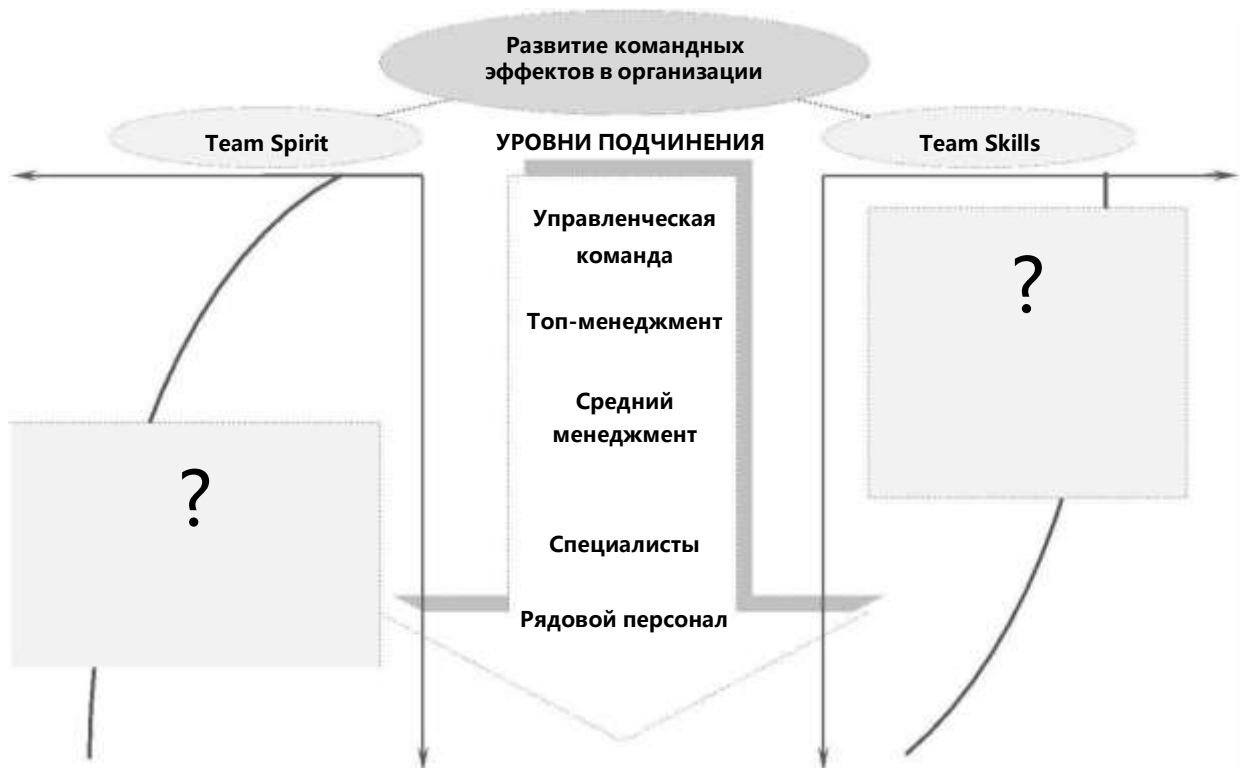 Развитие командных
эффектов в организации
Team Spirit
УРОВНИ ПОДЧИНЕНИЯ
Team Skills
Управленческая
команда
?
Топ-менеджмент
Средний
менеджмент
?
Специалисты
Рядовой персонал